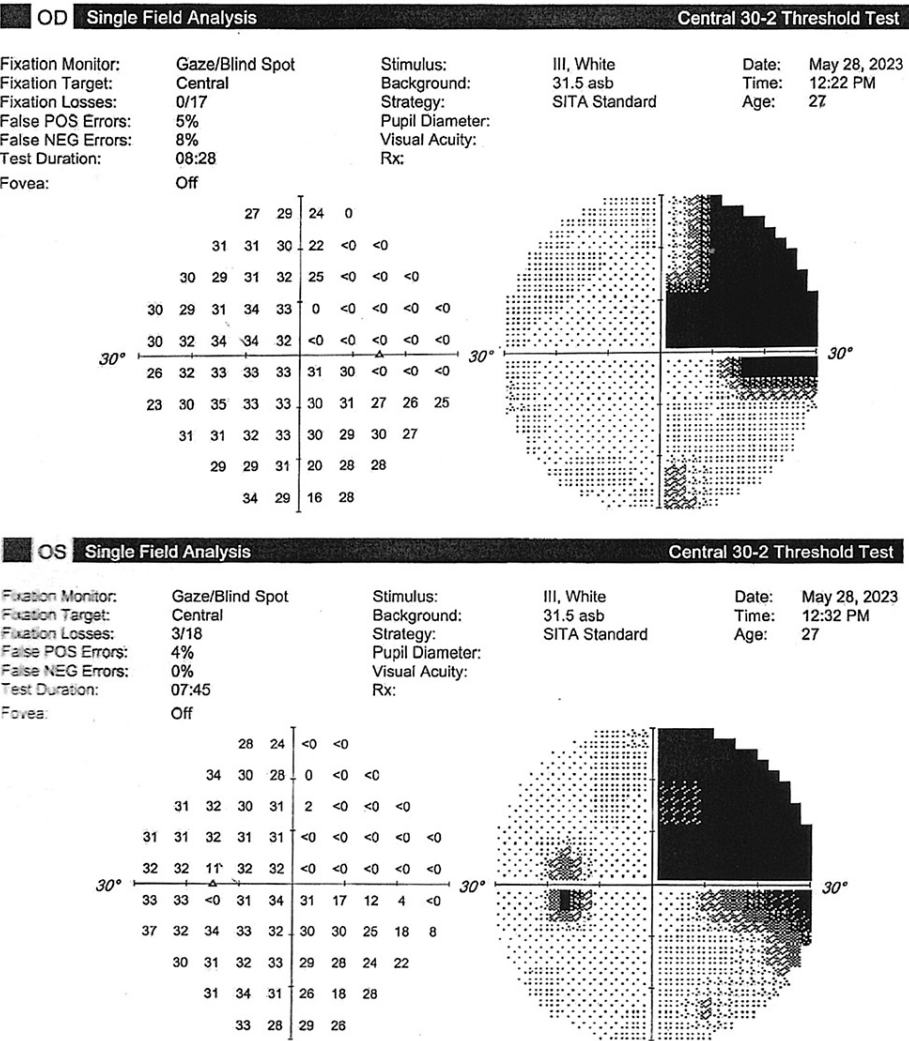 OD Single Field Analysis Central 30-2 Threshold Test
Fixation Monitor: Gaze/Blind Spot Stimulus: III, White Date: May 28, 2023
Fixation Target: Central Background: 31.5 asb Time: 12:22 PM
Fixation Losses: 0/17 Strategy: SITA Standard Age: 27
False POS Errors: 5% Pupil Diameter:
False NEG Errors: 8% Visual Acuity:
Test Duration: 08:28 Rx:
Fovea: Off
27 29 24 0
31 31 30 22 <0 <0
30 29 31 32 25 <0 <0 <0
30 29 31 34 33 0 <0 <0 <0 <0
30 32 34 34 32 <0 <0 <0 <0 <0
30° 30° 30°
26 32 33 33 33 31 30 <0 <0 <0
23 30 35 33 33 30 31 27 26 25
31 31 32 33 30 29 30 27
29 29 31 20 28 28
34 29 16 28
OS Single Field Analysis Central 30-2 Threshold Test
Fixation Monitor: Gaze/Blind Spot Stimulus: III, White Date: May 28, 2023
Fixation Target: Central Background: 31.5 asb Time: 12:32 PM
Fixation Losses: 3/18 Strategy: SITA Standard Age: 27
False POS Errors: 4% Pupil Diameter:
False NEG Errors: 0% Visual Acuity:
Test Duration: 07:45 Rx:
Fovea: Off
28 24 <0 <0
34 30 28 0 <0 <0
31 32 30 31 2 <0 <0 <0
31 31 32 31 31 <0 <0 <0 <0 <0
32 32 11 32 32 <0 <0 <0 <0 <0
30° 30° 30°
33 33 <0 31 34 31 17 12 4 <0
37 32 34 33 32 30 30 25 18 8
30 31 32 33 29 28 24 22
31 34 31 26 18 28
33 28 29 26